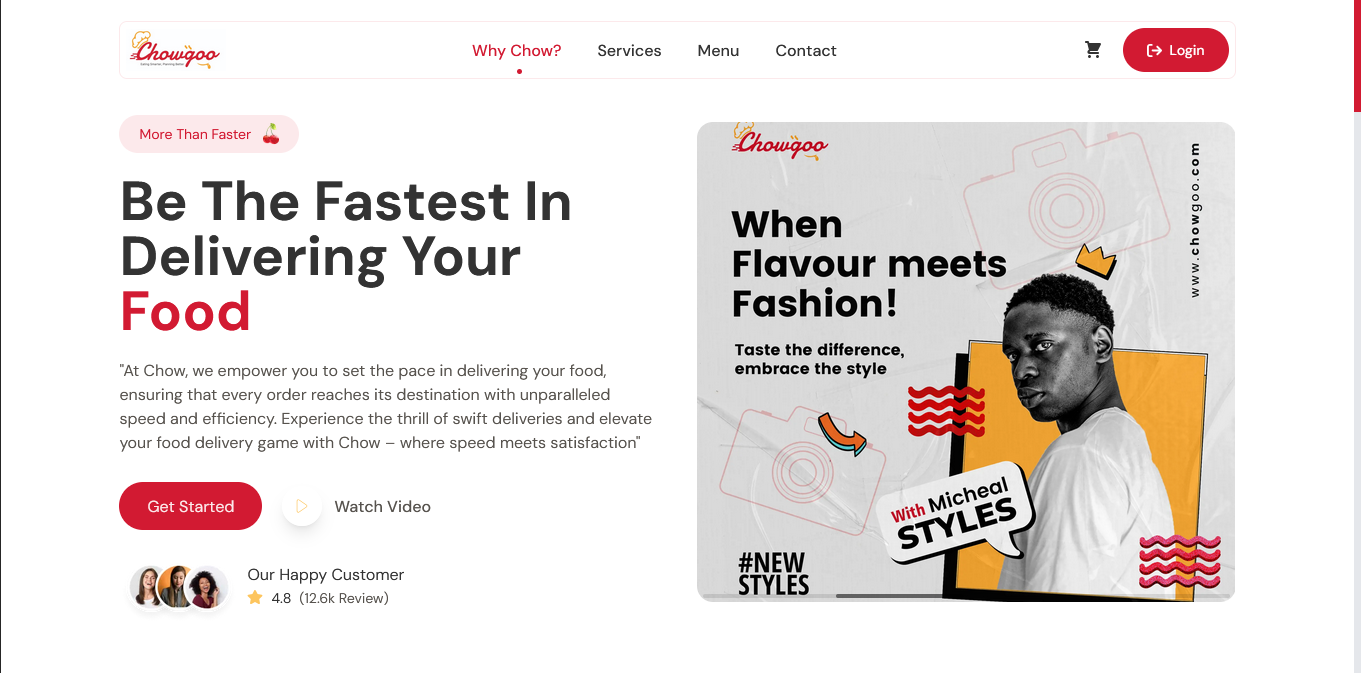 Chowgoo
Why Chow?
Services
Menu
Contact
Login
More Than Faster
Be The Fastest In
Delivering Your
Food
"At Chow, we empower you to set the pace in delivering your food,
ensuring that every order reaches its destination with unparalleled
speed and efficiency. Experience the thrill of swift deliveries and elevate
your food delivery game with Chow – where speed meets satisfaction"
Get Started
Watch Video
Our Happy Customer
4.8 (12.6k Review)
Chowgoo
www.chowgoo.com
When
Flavour meets
Fashion!
Taste the difference,
embrace the style
With Micheal
STYLES
#NEW
STYLES